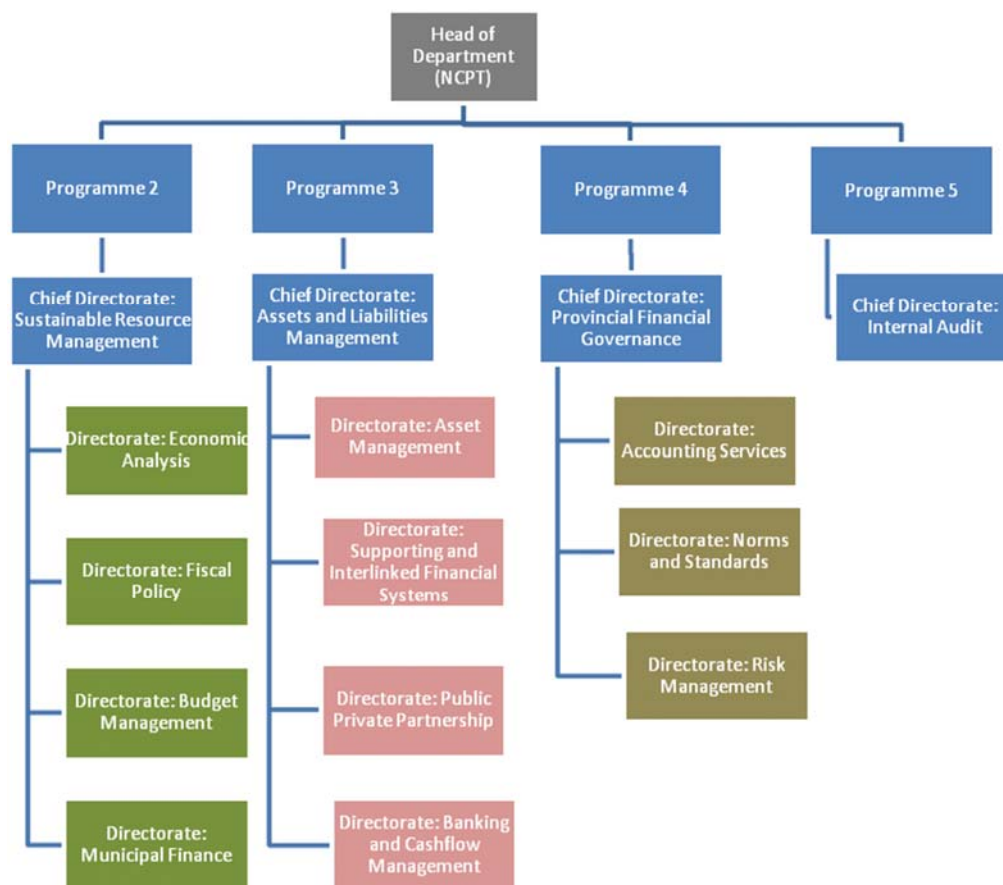 Head of
Department
(NCPT)
Programme 2
Programme 3
Programme 4
Programme 5
Chief Directorate:
Sustainable Resource
Management
Chief Directorate:
Assets and Liabilities
Management
Chief Directorate:
Provincial Financial
Governance
Chief Directorate:
Internal Audit
Directorate: Economic
Analysis
Directorate: Fiscal
Policy
Directorate: Budget
Management
Directorate:
Municipal Finance
Directorate: Asset
Management
Directorate:
Supporting and
Interlinked Financial
Systems
Directorate: Public
Private Partnership
Directorate: Banking
and Cashflow
Management
Directorate:
Accounting Services
Directorate: Norms
and Standards
Directorate: Risk
Management